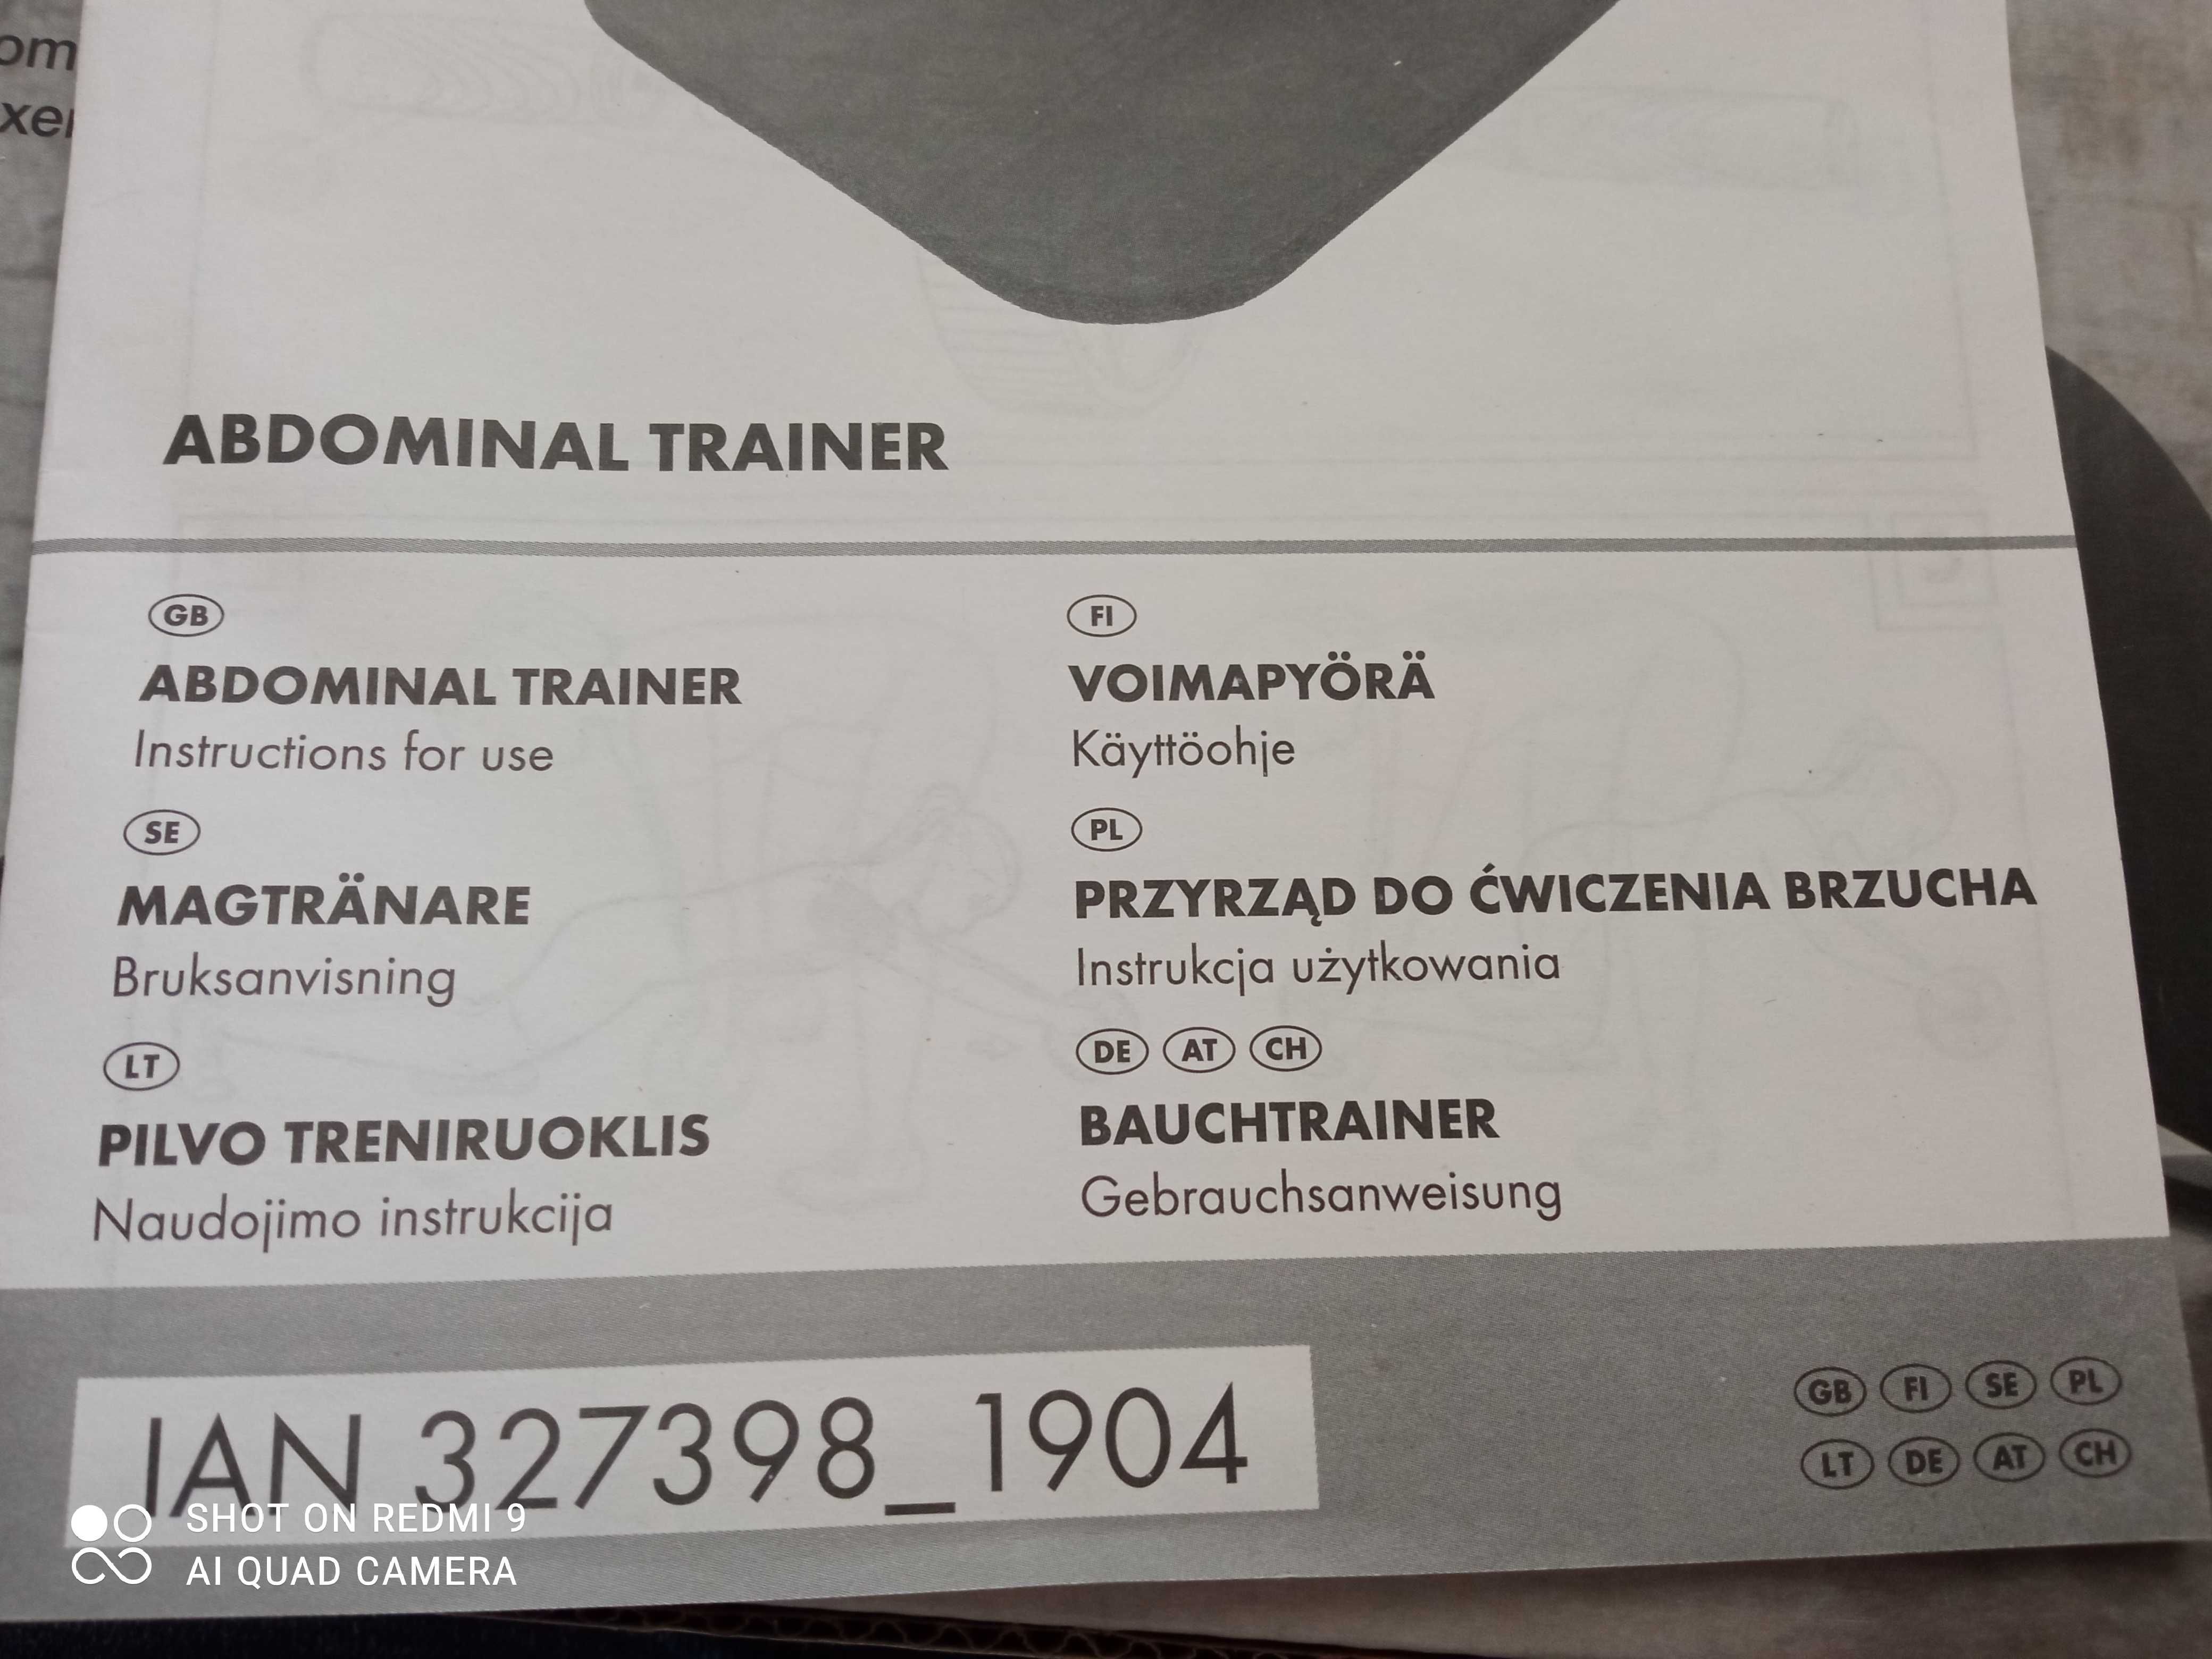 ABDOMINAL TRAINER
GB
ABDOMINAL TRAINER
Instructions for use
SE
MAGTRÄNARE
Bruksanvisning
LT
PILVO TRENIRUOKLIS
Naudojimo instrukcija
FI
VOIMAPYÖRÄ
Käyttöohje
PL
PRZYRZĄD DO ĆWICZENIA BRZUCHA
Instrukcja użytkowania
DE AT CH
BAUCHTRAINER
Gebrauchsanweisung
IAN 327398_1904
GB FI SE PL
LT DE AT CH
SHOT ON REDMI 9
AI QUAD CAMERA